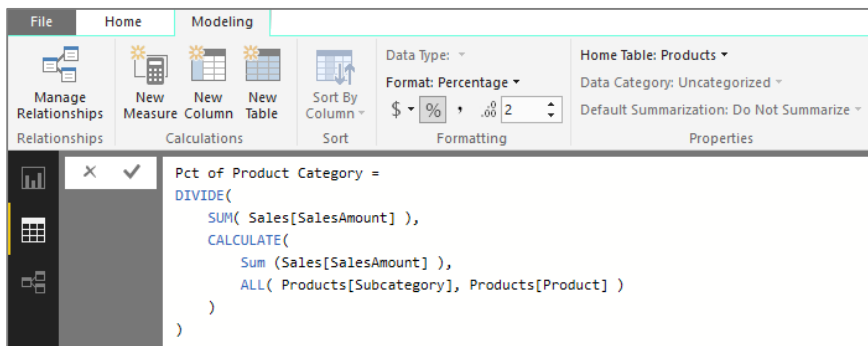 File Home Modeling
Data Type:
Home Table: Products
Format: Percentage
Data Category: Uncategorized
Manage Relationships
New Measure
New Column
New Table
Sort By Column
$ % , .00 2
Default Summarization: Do Not Summarize
Relationships Calculations Sort Formatting Properties
Pct of Product Category =
DIVIDE(
    SUM( Sales[SalesAmount] ),
    CALCULATE(
        Sum (Sales[SalesAmount] ),
        ALL( Products[Subcategory], Products[Product] )
    )
)